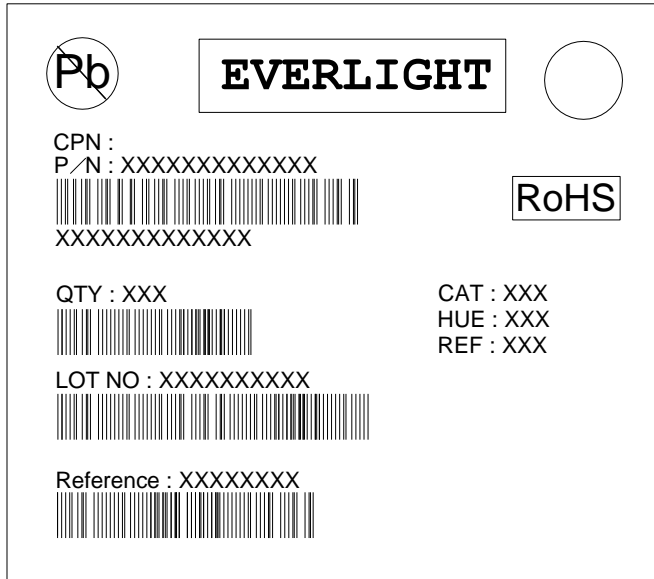 Pb
EVERLIGHT
CPN :
P/N : XXXXXXXXXXXXX
RoHS
XXXXXXXXXXXXX
QTY : XXX
CAT : XXX
HUE : XXX
REF : XXX
LOT NO : XXXXXXXXXX
Reference : XXXXXXXX